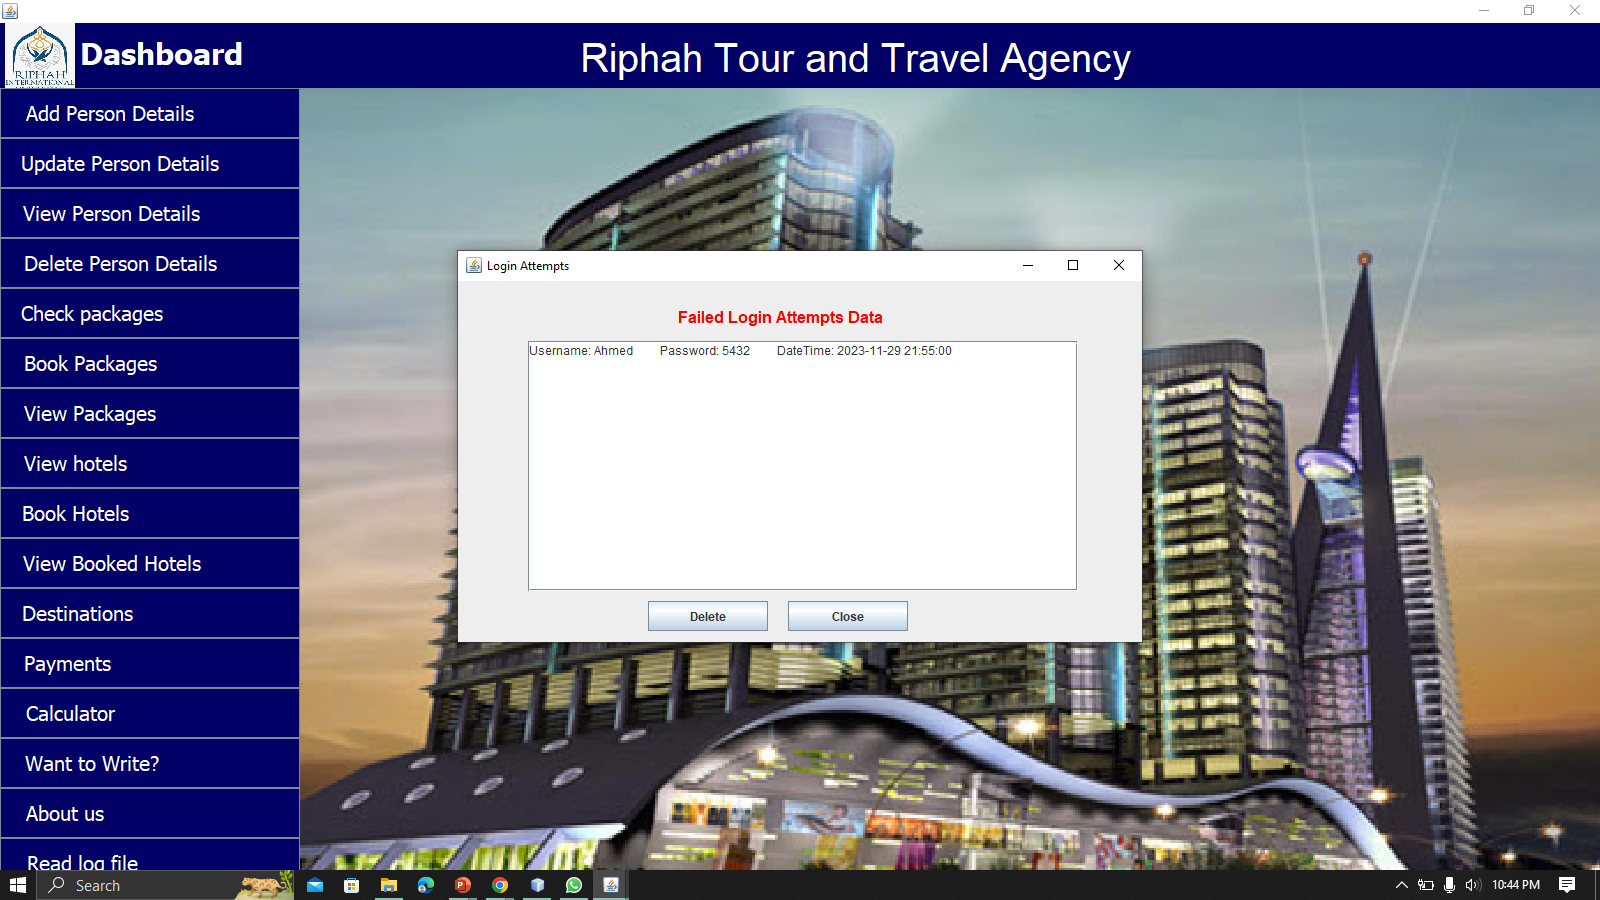 Dashboard
Riphah Tour and Travel Agency
RIPHAH
INTERNATIONAL
Add Person Details
Update Person Details
View Person Details
Delete Person Details
Check packages
Book Packages
View Packages
View hotels
Book Hotels
View Booked Hotels
Destinations
Payments
Calculator
Want to Write?
About us
Read log file
Login Attempts
Failed Login Attempts Data
Username: Ahmed Password: 5432 DateTime: 2023-11-29 21:55:00
Delete
Close
Search
10:44 PM